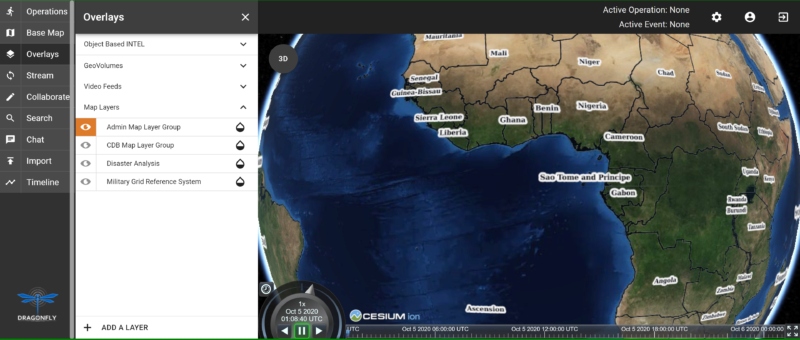 Operations
Base Map
Overlays
Stream
Collaborate
Search
Chat
Import
Timeline
DRAGONFLY
Overlays
Object Based INTEL
GeoVolumes
Video Feeds
Map Layers
Admin Map Layer Group
CDB Map Layer Group
Disaster Analysis
Military Grid Reference System
ADD A LAYER
Active Operation: None
Active Event: None
3D
Mauritania
Mali
Niger
Chad
Senegal
Guinea-Bissau
Sierra Leone
Liberia
Ghana
Benin
Nigeria
Cameroon
South Sudan
Sao Tome and Principe
Gabon
Uganda
Rwanda
Burundi
Tanzania
Angola
Zambia
Zimbabwe
Ascension
1x
Oct 5 2020
01:08:40 UTC
CESIUM ion
UTC
Oct 5 2020 06:00:00 UTC
Oct 5 2020 12:00:00 UTC
Oct 5 2020 18:00:00 UTC
Oct 6 2020 00:00:00